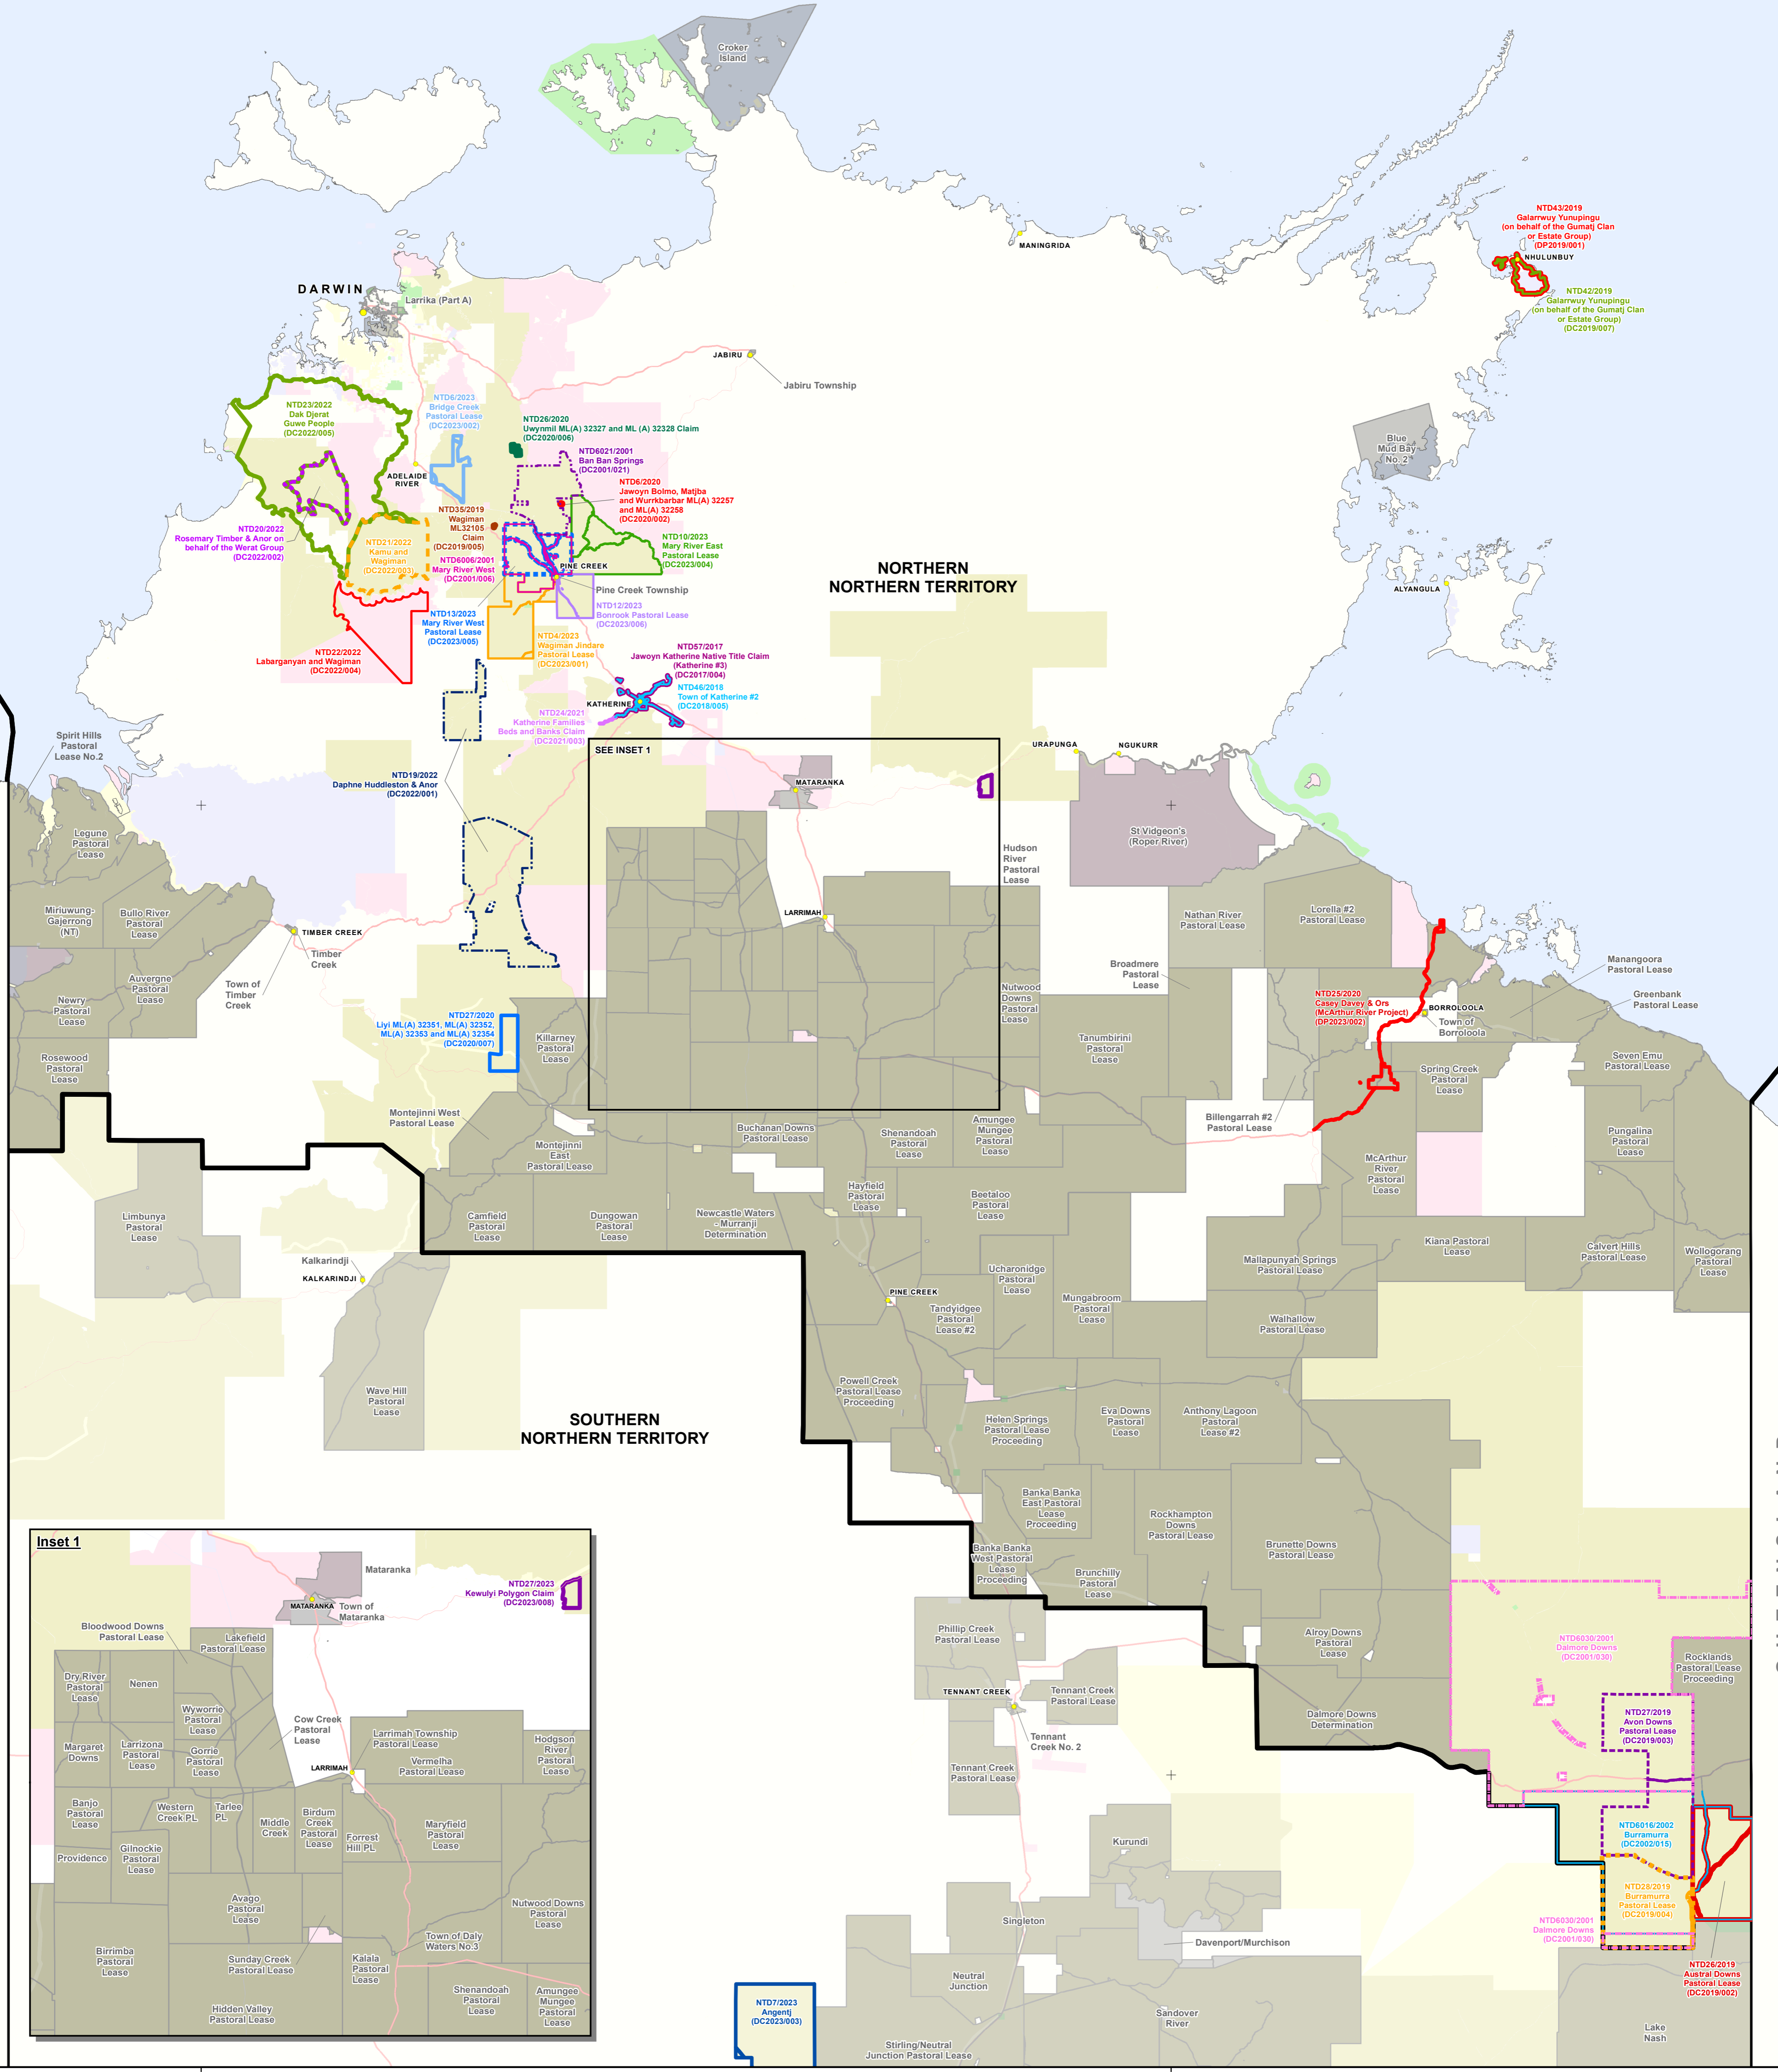 Croker
Island
NTD43/2019
Galarrwuy Yunupingu
(on behalf of the Gumatj Clan
or Estate Group)
(DP2019/001)
NHULUNBUY
MANINGRIDA
NTD42/2019
Galarrwuy Yunupingu
(on behalf of the Gumatj Clan
or Estate Group)
(DC2019/007)
DARWIN
Larrika (Part A)
JABIRU
Jabiru Township
NTD23/2022
Dak Djerat
Guwe People
(DC2022/005)
NTD6/2023
Bridge Creek
Pastoral Lease
(DC2023/002)
NTD26/2020
Uwynmil ML(A) 32327 and ML (A) 32328 Claim
(DC2020/006)
Blue
Mud Bay
No. 2
NTD6021/2001
Ban Ban Springs
(DC2001/021)
ADELAIDE
RIVER
NTD6/2020
Jawoyn Bolmo, Matjba
and Wurrkbarbar ML(A) 32257
and ML(A) 32258
(DC2020/002)
NTD35/2019
Wagiman
ML32105
Claim
(DC2019/005)
NTD20/2022
Rosemary Timber & Anor on
behalf of the Werat Group
(DC2022/002)
NTD21/2022
Kamu and
Wagiman
(DC2022/003)
NTD10/2023
Mary River East
Pastoral Lease
(DC2023/004)
NTD6006/2001
Mary River West
(DC2001/006)
PINE CREEK
NORTHERN
NORTHERN TERRITORY
Pine Creek Township
ALYANGULA
NTD12/2023
Bonrook Pastoral Lease
(DC2023/006)
NTD13/2023
Mary River West
Pastoral Lease
(DC2023/005)
NTD4/2023
Wagiman Jindare
Pastoral Lease
(DC2023/001)
NTD22/2022
Labarganyan and Wagiman
(DC2022/004)
NTD57/2017
Jawoyn Katherine Native Title Claim
(Katherine #3)
(DC2017/004)
NTD46/2018
Town of Katherine #2
(DC2018/005)
KATHERINE
NTD24/2021
Katherine Families
Beds and Banks Claim
(DC2021/003)
Spirit Hills
Pastoral
Lease No.2
SEE INSET 1
URAPUNGA
NGUKURR
NTD19/2022
Daphne Huddleston & Anor
(DC2022/001)
MATARANKA
Legune
Pastoral
Lease
St Vidgeon's
(Roper River)
Hudson
River
Pastoral
Lease
Miriuwung-
Gajerrong
(NT)
Bullo River
Pastoral
Lease
LARRIMAH
Nathan River
Pastoral Lease
Lorella #2
Pastoral Lease
TIMBER CREEK
Timber
Creek
Town of
Timber
Creek
Auvergne
Pastoral
Lease
Newry
Pastoral
Lease
Broadmere
Pastoral
Lease
Manangoora
Pastoral Lease
Greenbank
Pastoral Lease
Nutwood
Downs
Pastoral
Lease
NTD25/2020
Casey Davey & Ors
(McArthur River Project)
(DP2023/002)
BORROLOOLA
Town of
Borroloola
NTD27/2020
Liyi ML(A) 32351, ML(A) 32352,
ML(A) 32353 and ML(A) 32354
(DC2020/007)
Killarney
Pastoral
Lease
Tanumbirini
Pastoral
Lease
Rosewood
Pastoral
Lease
Spring Creek
Pastoral
Lease
Seven Emu
Pastoral Lease
Montejinni West
Pastoral Lease
Billengarrah #2
Pastoral Lease
Buchanan Downs
Pastoral Lease
Shenandoah
Pastoral
Lease
Amungee
Mungee
Pastoral
Lease
Montejinni
East
Pastoral Lease
Pungalina
Pastoral
Lease
McArthur
River
Pastoral
Lease
Limbunya
Pastoral
Lease
Camfield
Pastoral
Lease
Dungowan
Pastoral
Lease
Newcastle Waters
- Murranji
Determination
Hayfield
Pastoral
Lease
Beetaloo
Pastoral
Lease
Kiana Pastoral
Lease
Calvert Hills
Pastoral Lease
Wollogorang
Pastoral
Lease
Mallapunyah Springs
Pastoral Lease
Kalkarindji
KALKARINDJI
Ucharonidge
Pastoral
Lease
PINE CREEK
Tandyidgee
Pastoral
Lease #2
Mungabroom
Pastoral
Lease
Walhallow
Pastoral Lease
Wave Hill
Pastoral
Lease
Powell Creek
Pastoral Lease
Proceeding
SOUTHERN
NORTHERN TERRITORY
Helen Springs
Pastoral Lease
Proceeding
Eva Downs
Pastoral
Lease
Anthony Lagoon
Pastoral
Lease #2
Banka Banka
East Pastoral
Lease
Proceeding
Rockhampton
Downs
Pastoral Lease
Brunette Downs
Pastoral Lease
Banka Banka
West Pastoral
Lease
Proceeding
Brunchilly
Pastoral
Lease
Phillip Creek
Pastoral Lease
Alroy Downs
Pastoral
Lease
NTD6030/2001
Dalmore Downs
(DC2001/030)
Rocklands
Pastoral Lease
Proceeding
TENNANT CREEK
Tennant Creek
Pastoral Lease
Tennant
Creek No. 2
Dalmore Downs
Determination
NTD27/2019
Avon Downs
Pastoral Lease
(DC2019/003)
Tennant Creek
Pastoral Lease
Kurundi
NTD6016/2002
Burramurra
(DC2002/015)
NTD28/2019
Burramurra
Pastoral Lease
(DC2019/004)
NTD6030/2001
Dalmore Downs
(DC2001/030)
Singleton
Davenport/Murchison
NTD26/2019
Austral Downs
Pastoral Lease
(DC2019/002)
Neutral
Junction
NTD7/2023
Angentj
(DC2023/003)
Sandover
River
Lake
Nash
Stirling/Neutral
Junction Pastoral Lease
Inset 1
Mataranka
NTD27/2023
Kewulyi Polygon Claim
(DC2023/008)
MATARANKA
Town of
Mataranka
Bloodwood Downs
Pastoral Lease
Lakefield
Pastoral Lease
Dry River
Pastoral
Lease
Nenen
Wyworrie
Pastoral
Lease
Cow Creek
Pastoral
Lease
Larrimah Township
Pastoral Lease
Hodgson
River
Pastoral
Lease
Margaret
Downs
Larrizona
Pastoral
Lease
Gorrie
Pastoral
Lease
Vermelha
Pastoral Lease
LARRIMAH
Banjo
Pastoral
Lease
Western
Creek PL
Tarlee
PL
Middle
Creek
Birdum
Creek
Pastoral
Lease
Forrest
Hill PL
Maryfield
Pastoral
Lease
Providence
Gilnockie
Pastoral
Lease
Avago
Pastoral
Lease
Nutwood Downs
Pastoral
Lease
Birrimba
Pastoral
Lease
Sunday Creek
Pastoral Lease
Kalala
Pastoral
Lease
Town of Daly
Waters No.3
Hidden Valley
Pastoral Lease
Shenandoah
Pastoral
Lease
Amungee
Mungee
Pastoral
Lease